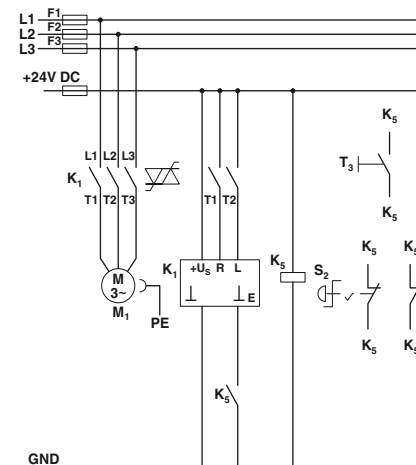 L1 F1
L2 F2
L3 F3
+24V DC
K5
L1 L2 L3
K1 T3
T1 T2 T3 T1 T2
K5
K1 +US R L K5 S2 K5 K5
M
3~
E
M1
PE
K5 K5
K5
GND